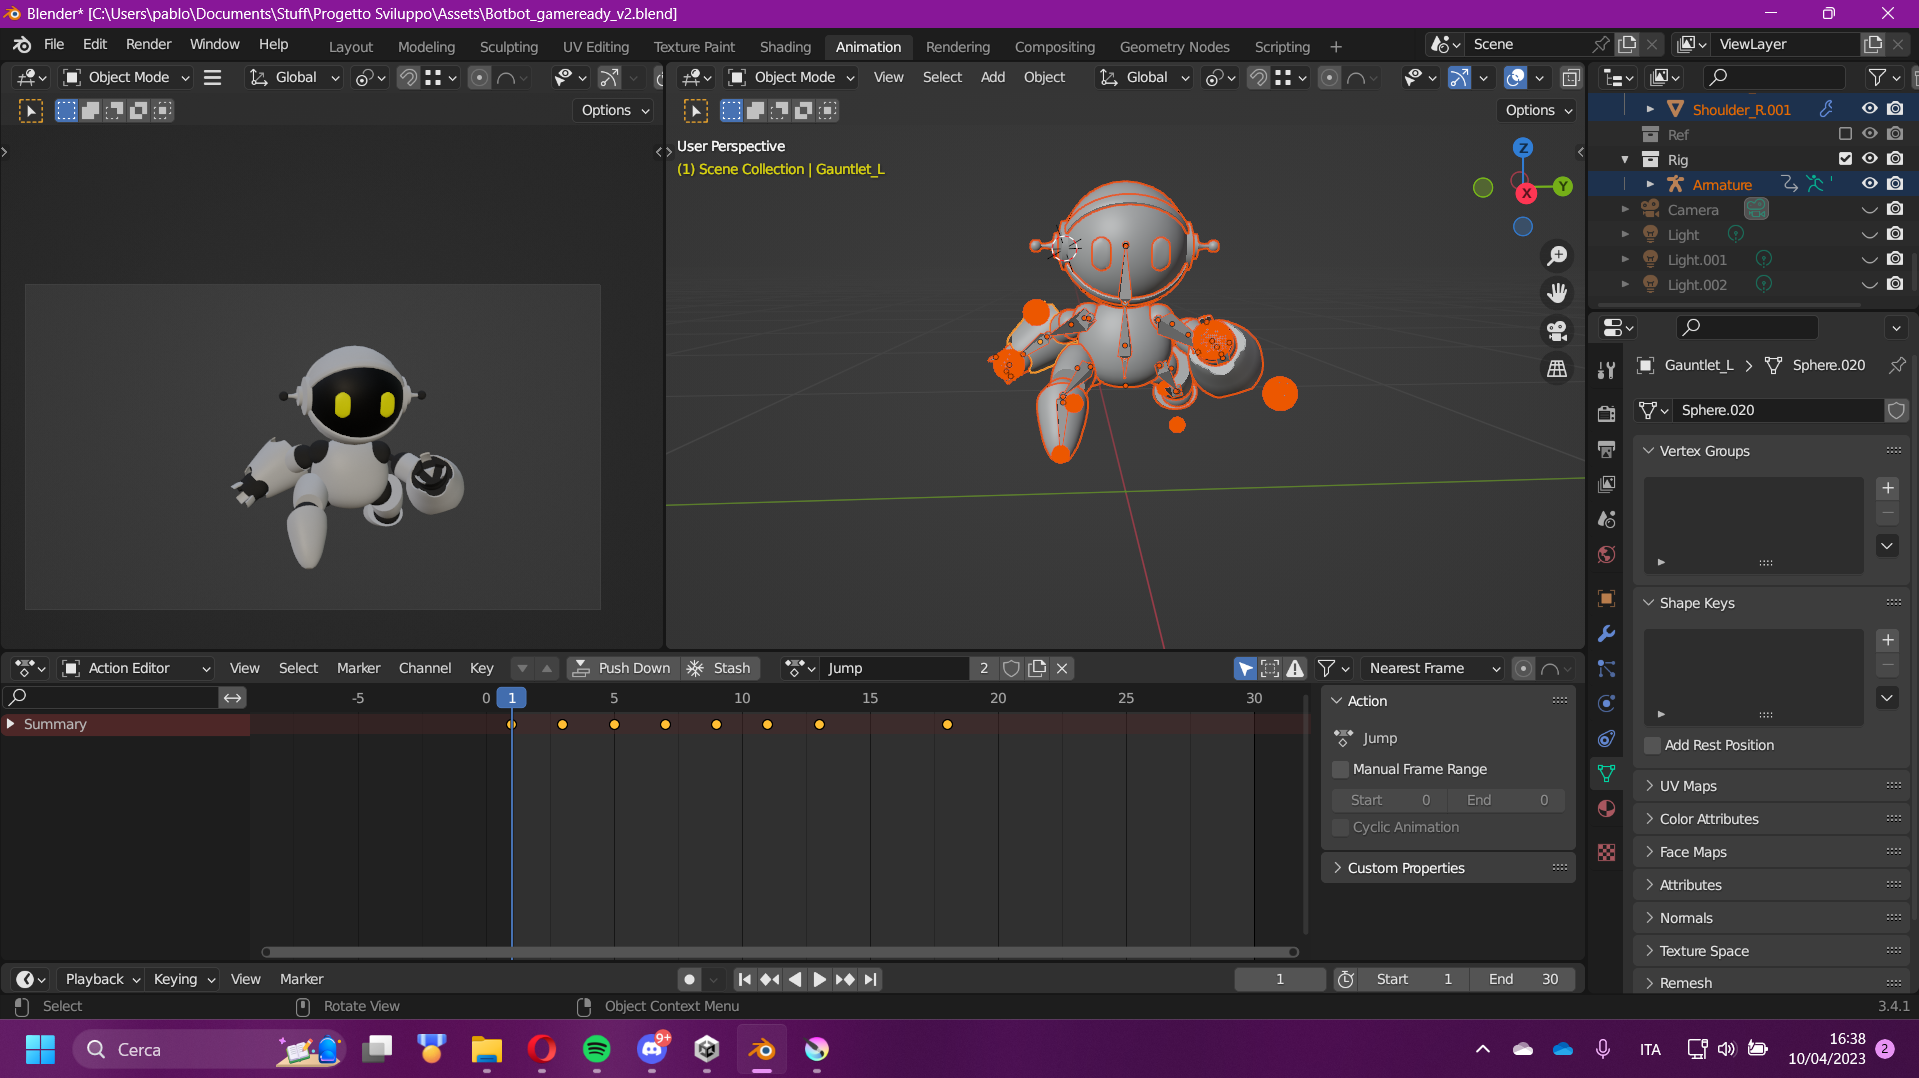 Blender* [C:\Users\pablo\Documents\Stuff\Progetto Sviluppo\Assets\Botbot_gameready_v2.blend]
File Edit Render Window Help Layout Modeling Sculpting UV Editing Texture Paint Shading Animation Rendering Compositing Geometry Nodes Scripting + Scene ViewLayer
Object Mode Global Object Mode View Select Add Object Global
Options Options
User Perspective
(1) Scene Collection | Gauntlet_L
Z
Y
X
Shoulder_R.001
Ref
Rig
Armature
Camera
Light
Light.001
Light.002
Gauntlet_L Sphere.020
Sphere.020
Vertex Groups
Shape Keys
Add Rest Position
UV Maps
Color Attributes
Face Maps
Attributes
Normals
Texture Space
Remesh
Action Editor View Select Marker Channel Key Push Down Stash Jump 2 Nearest Frame
-5 0 1 5 10 15 20 25 30
Summary
Action
Jump
Manual Frame Range
Start 0 End 0
Cyclic Animation
Custom Properties
Playback Keying View Marker 1 Start 1 End 30
Select Rotate View Object Context Menu 3.4.1
Cerca 9+ ITA 16:38
10/04/2023 2